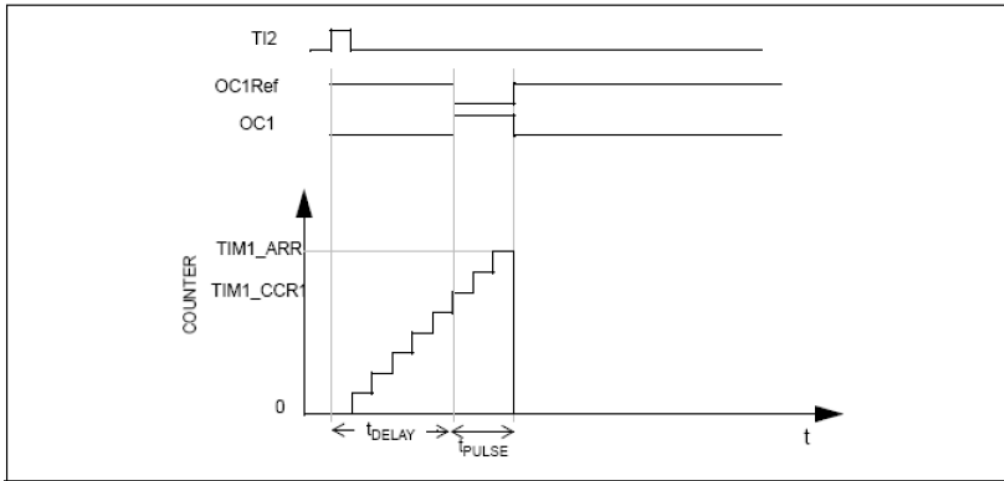 TI2
OC1Ref
OC1
TIM1_ARR
TIM1_CCR1
COUNTER
0
tDELAY
tPULSE
t